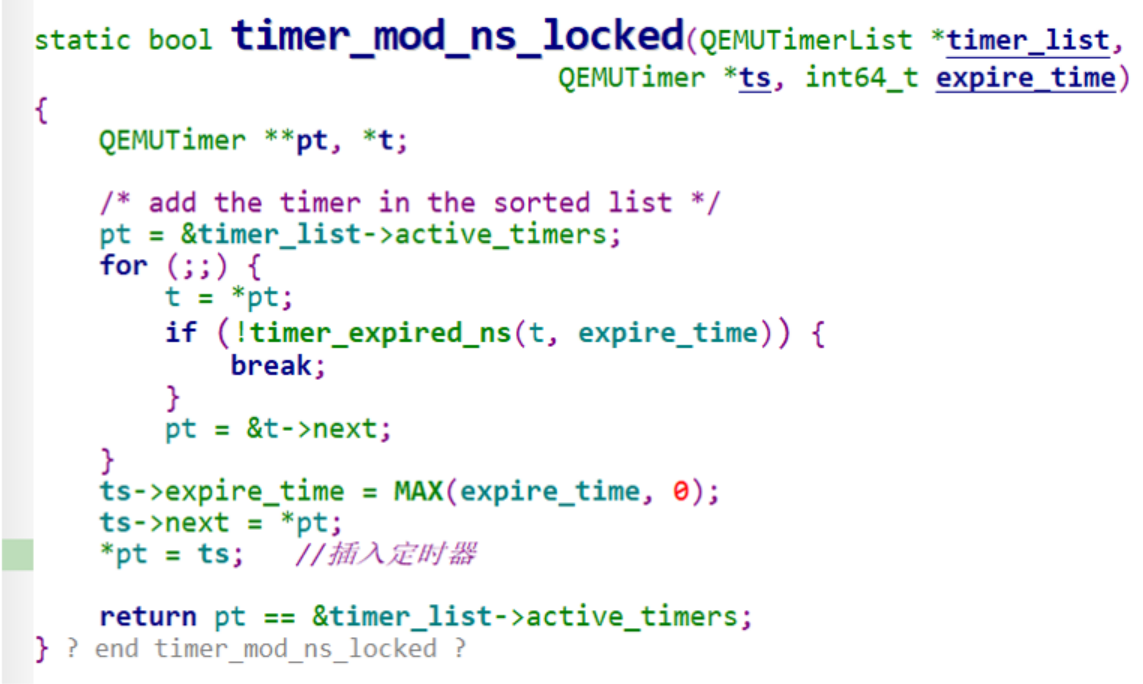 static bool timer_mod_ns_locked(QEMUTimerList *timer_list,
                                QEMUTimer *ts, int64_t expire_time)
{
    QEMUTimer **pt, *t;

    /* add the timer in the sorted list */
    pt = &timer_list->active_timers;
    for (;;) {
        t = *pt;
        if (!timer_expired_ns(t, expire_time)) {
            break;
        }
        pt = &t->next;
    }
    ts->expire_time = MAX(expire_time, 0);
    ts->next = *pt;
    *pt = ts;   //插入定时器

    return pt == &timer_list->active_timers;
} ? end timer_mod_ns_locked ?